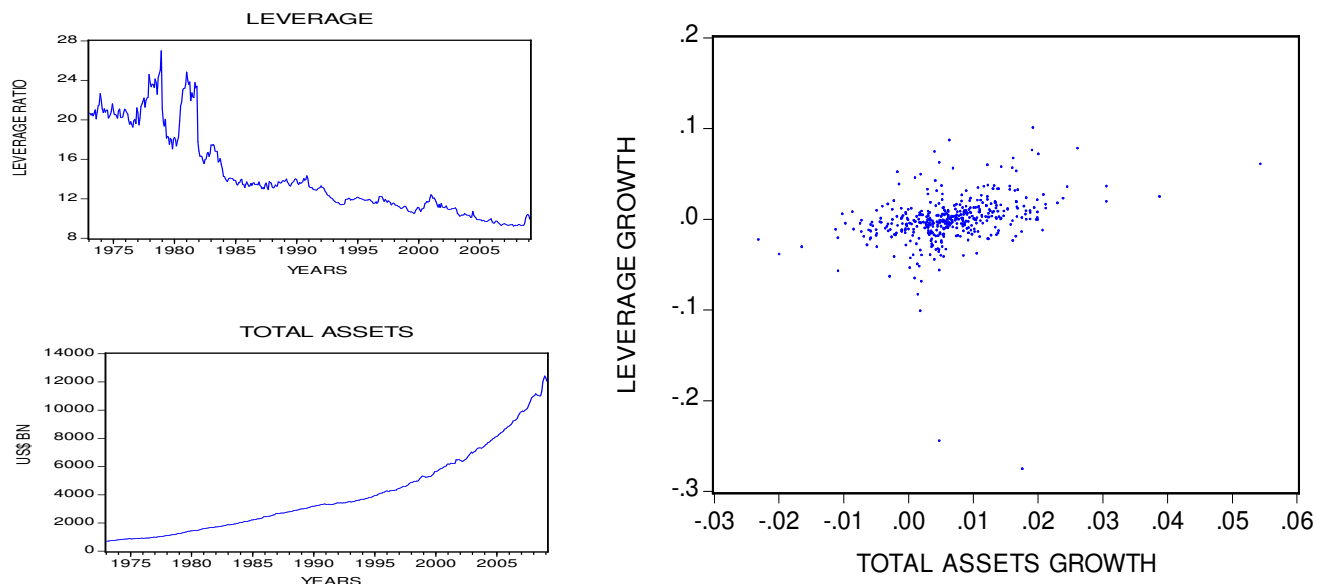 LEVERAGE
28
24
20
16
12
8
LEVERAGE RATIO
1975 1980 1985 1990 1995 2000 2005
YEARS
TOTAL ASSETS
14000
12000
10000
8000
6000
4000
2000
0
US$ BN
1975 1980 1985 1990 1995 2000 2005
YEARS
.2
.1
.0
-.1
-.2
-.3
LEVERAGE GROWTH
-.03 -.02 -.01 .00 .01 .02 .03 .04 .05 .06
TOTAL ASSETS GROWTH